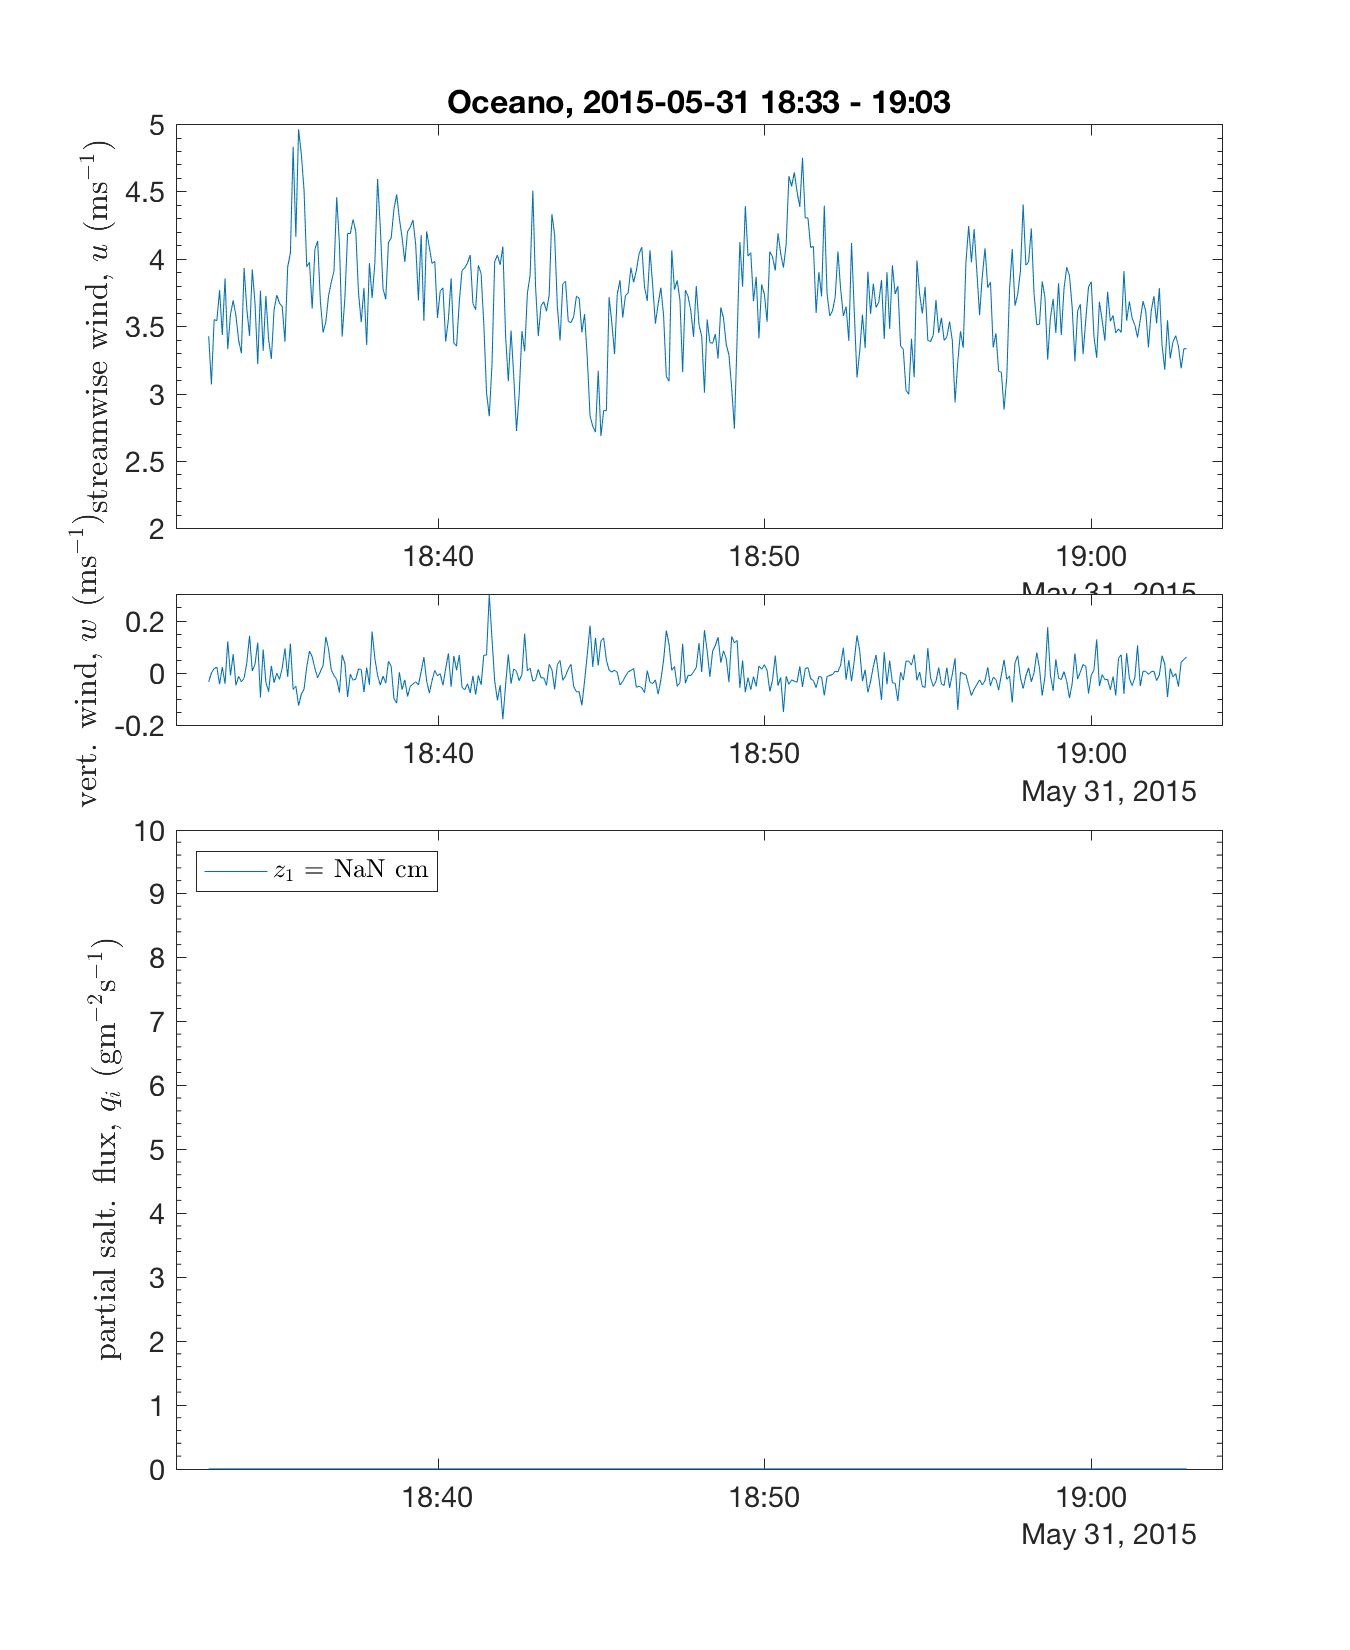 Oceano, 2015-05-31 18:33 - 19:03
streamwise wind, u (ms⁻¹)
5
4.5
4
3.5
3
2.5
2
18:40 18:50 19:00
May 31, 2015
vert. wind, w (ms⁻¹)
0.2
0
-0.2
18:40 18:50 19:00
May 31, 2015
partial salt. flux, qᵢ (gm⁻²s⁻¹)
10
9
8
7
6
5
4
3
2
1
0
z₁ = NaN cm
18:40 18:50 19:00
May 31, 2015